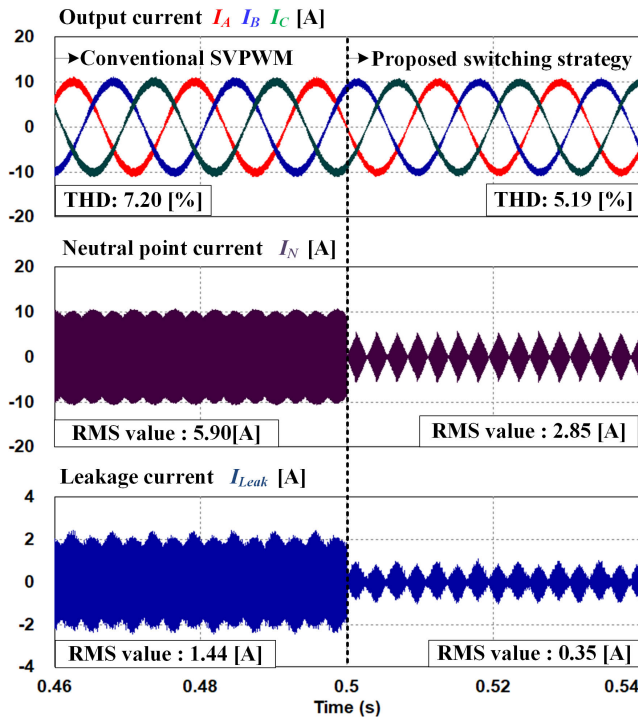 Output current I_A I_B I_C [A]
Conventional SVPWM
Proposed switching strategy
20
10
0
-10
-20
THD: 7.20 [%]
THD: 5.19 [%]
Neutral point current I_N [A]
20
10
0
-10
-20
RMS value : 5.90[A]
RMS value : 2.85 [A]
Leakage current I_Leak [A]
4
2
0
-2
-4
RMS value : 1.44 [A]
RMS value : 0.35 [A]
0.46
0.48
0.5
0.52
0.54
Time (s)